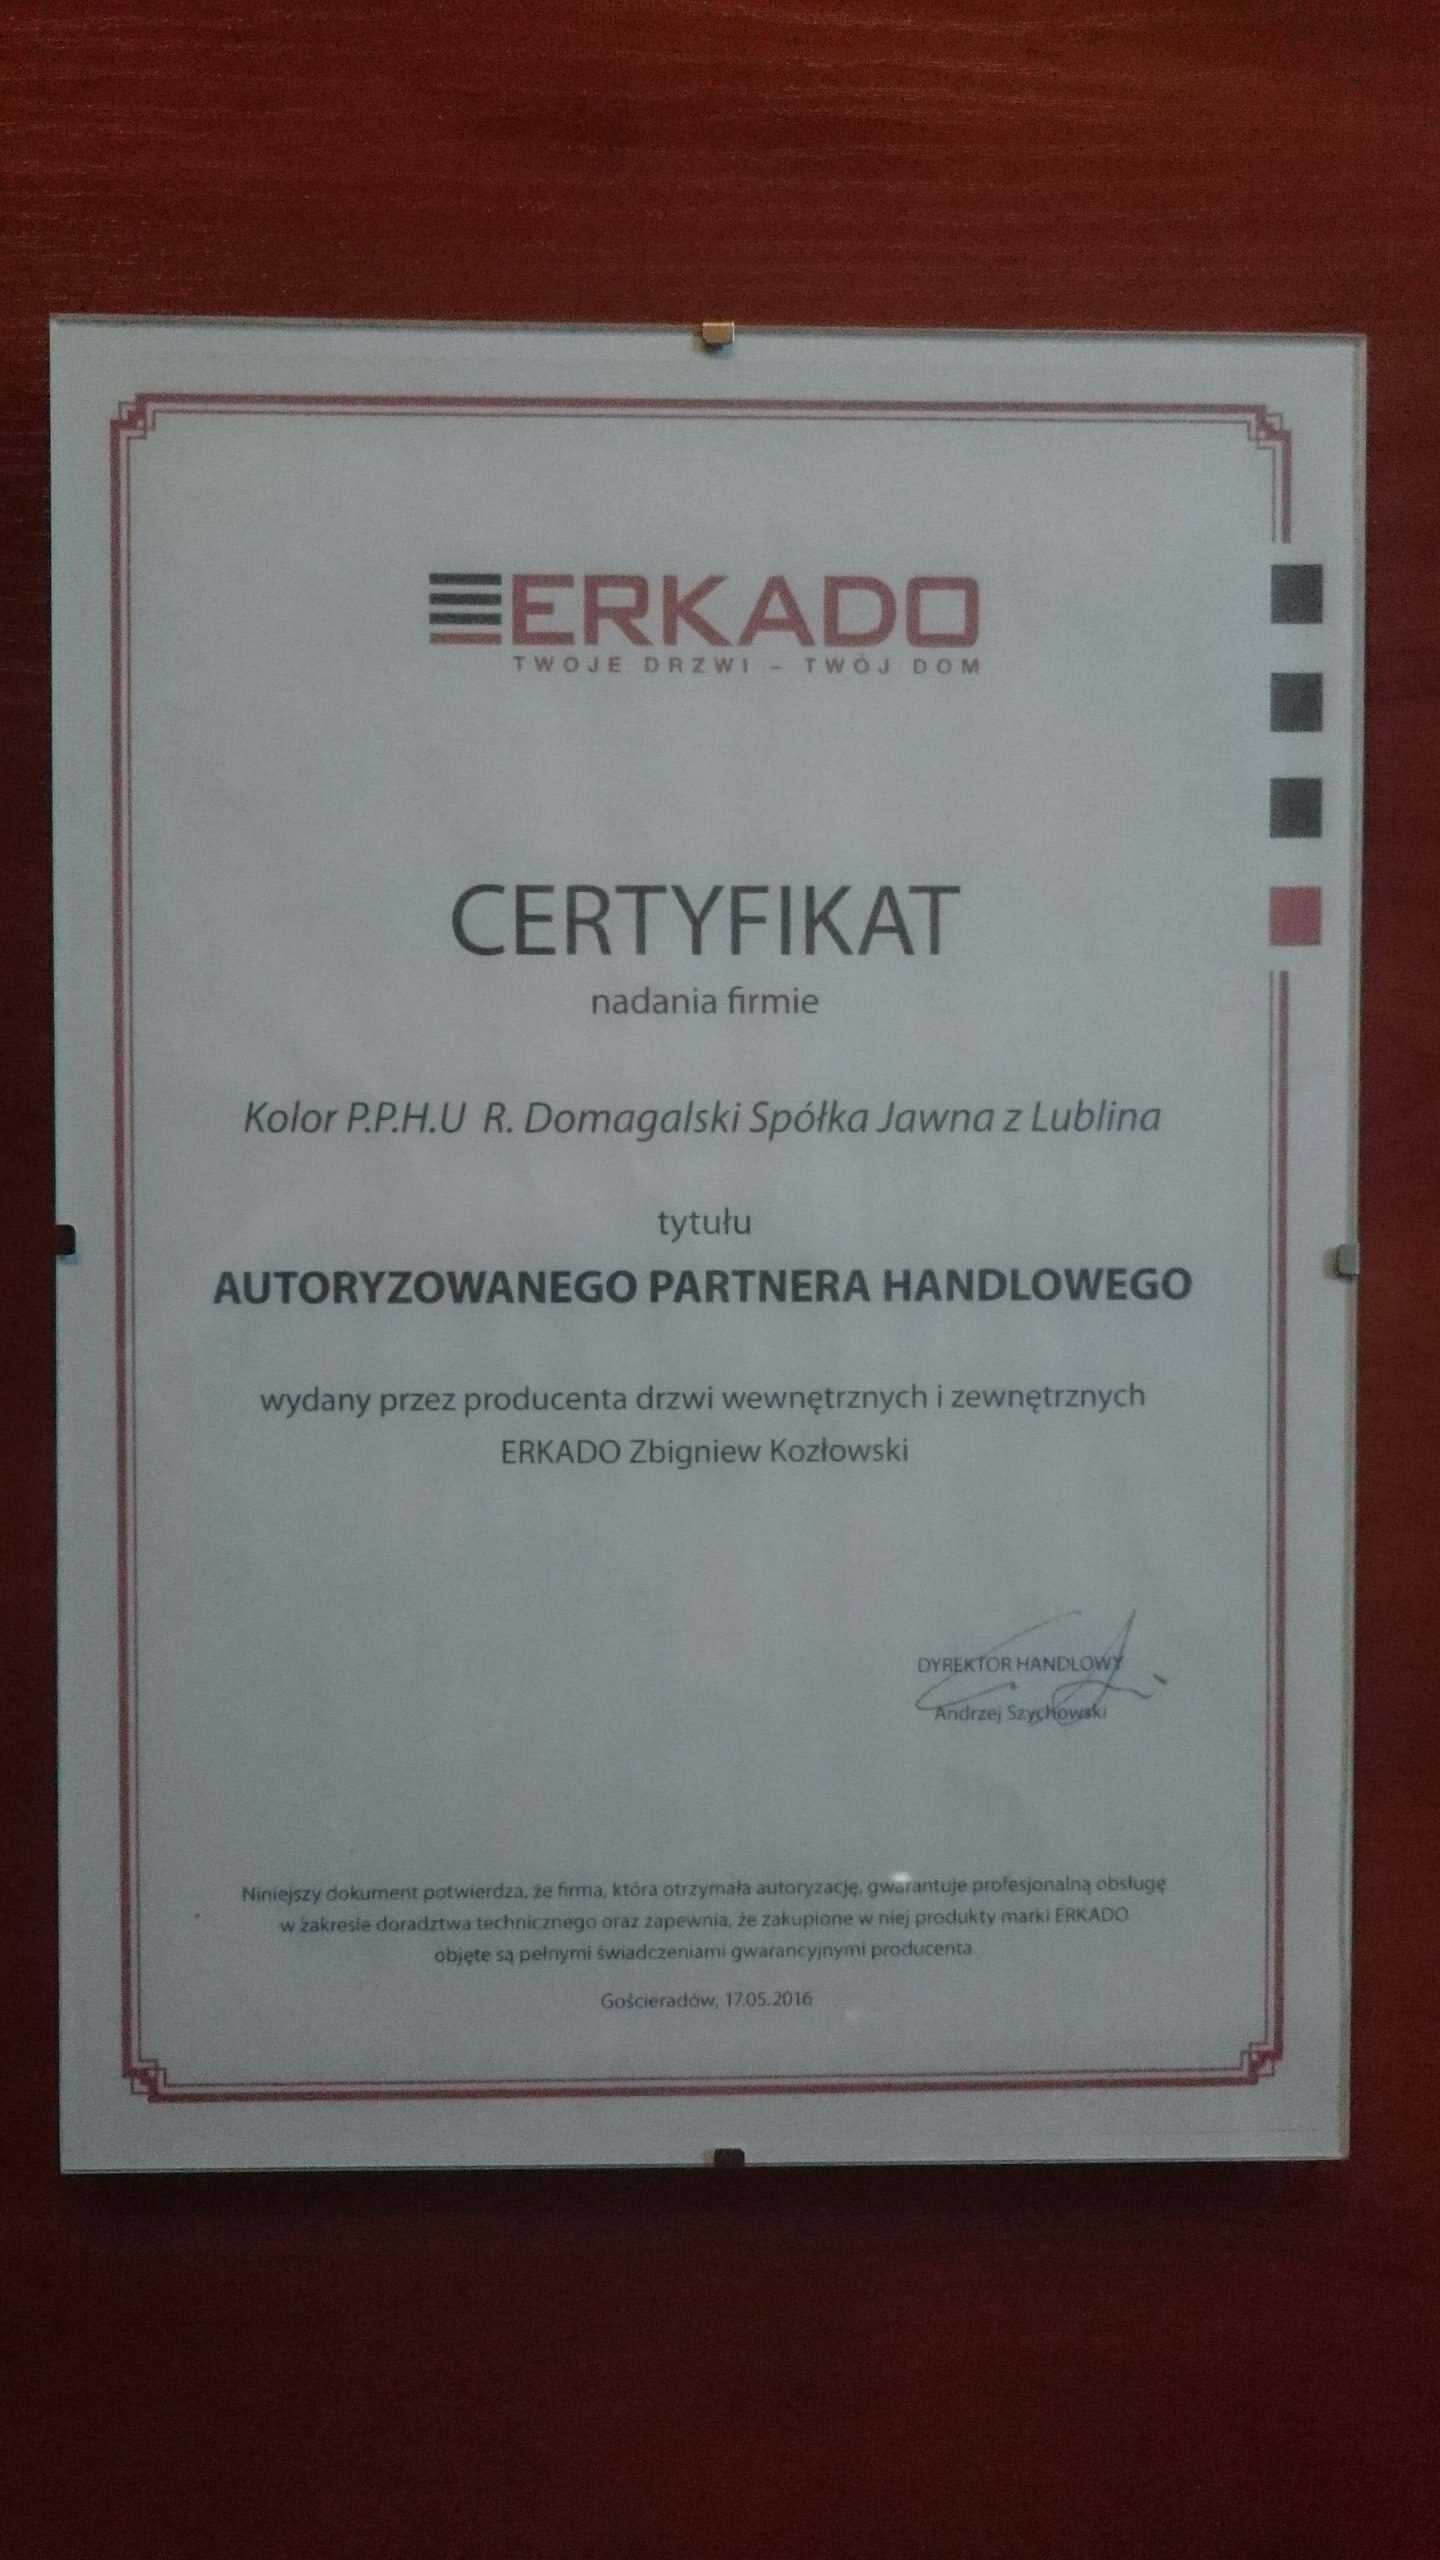 ERKADO
TWOJE DRZWI - TWÓJ DOM
CERTYFIKAT
nadania firmie
Kolor P.P.H.U R. Domagalski Spółka Jawna z Lublina
tytułu
AUTORYZOWANEGO PARTNERA HANDLOWEGO
wydany przez producenta drzwi wewnętrznych i zewnętrznych
ERKADO Zbigniew Kozłowski
DYREKTOR HANDLOWY
Andrzej Szychowski
Niniejszy dokument potwierdza, że firma, która otrzymała autoryzację, gwarantuje profesjonalną obsługę
w zakresie doradztwa technicznego oraz zapewnia, że zakupione w niej produkty marki ERKADO
objęte są pełnymi świadczeniami gwarancyjnymi producenta
Gościeradów, 17.05.2016